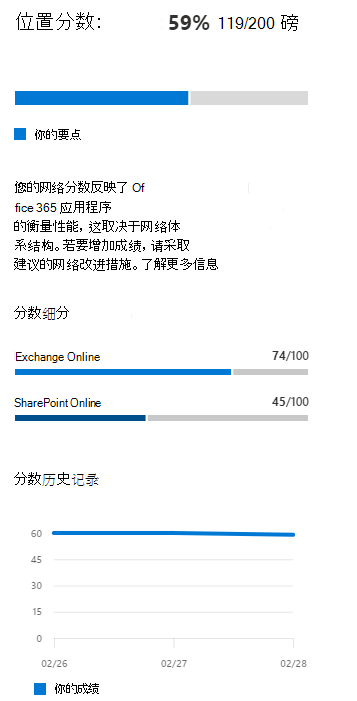 位置分数: 59% 119/200 磅
你的要点
您的网络分数反映了 Of
fice 365 应用程序
的衡量性能，这取决于网络体
系结构。若要增加成绩，请采取
建议的网络改进措施。了解更多信息
分数细分
Exchange Online 74/100
SharePoint Online 45/100
分数历史记录
60
45
30
15
0
02/26 02/27 02/28
你的成绩